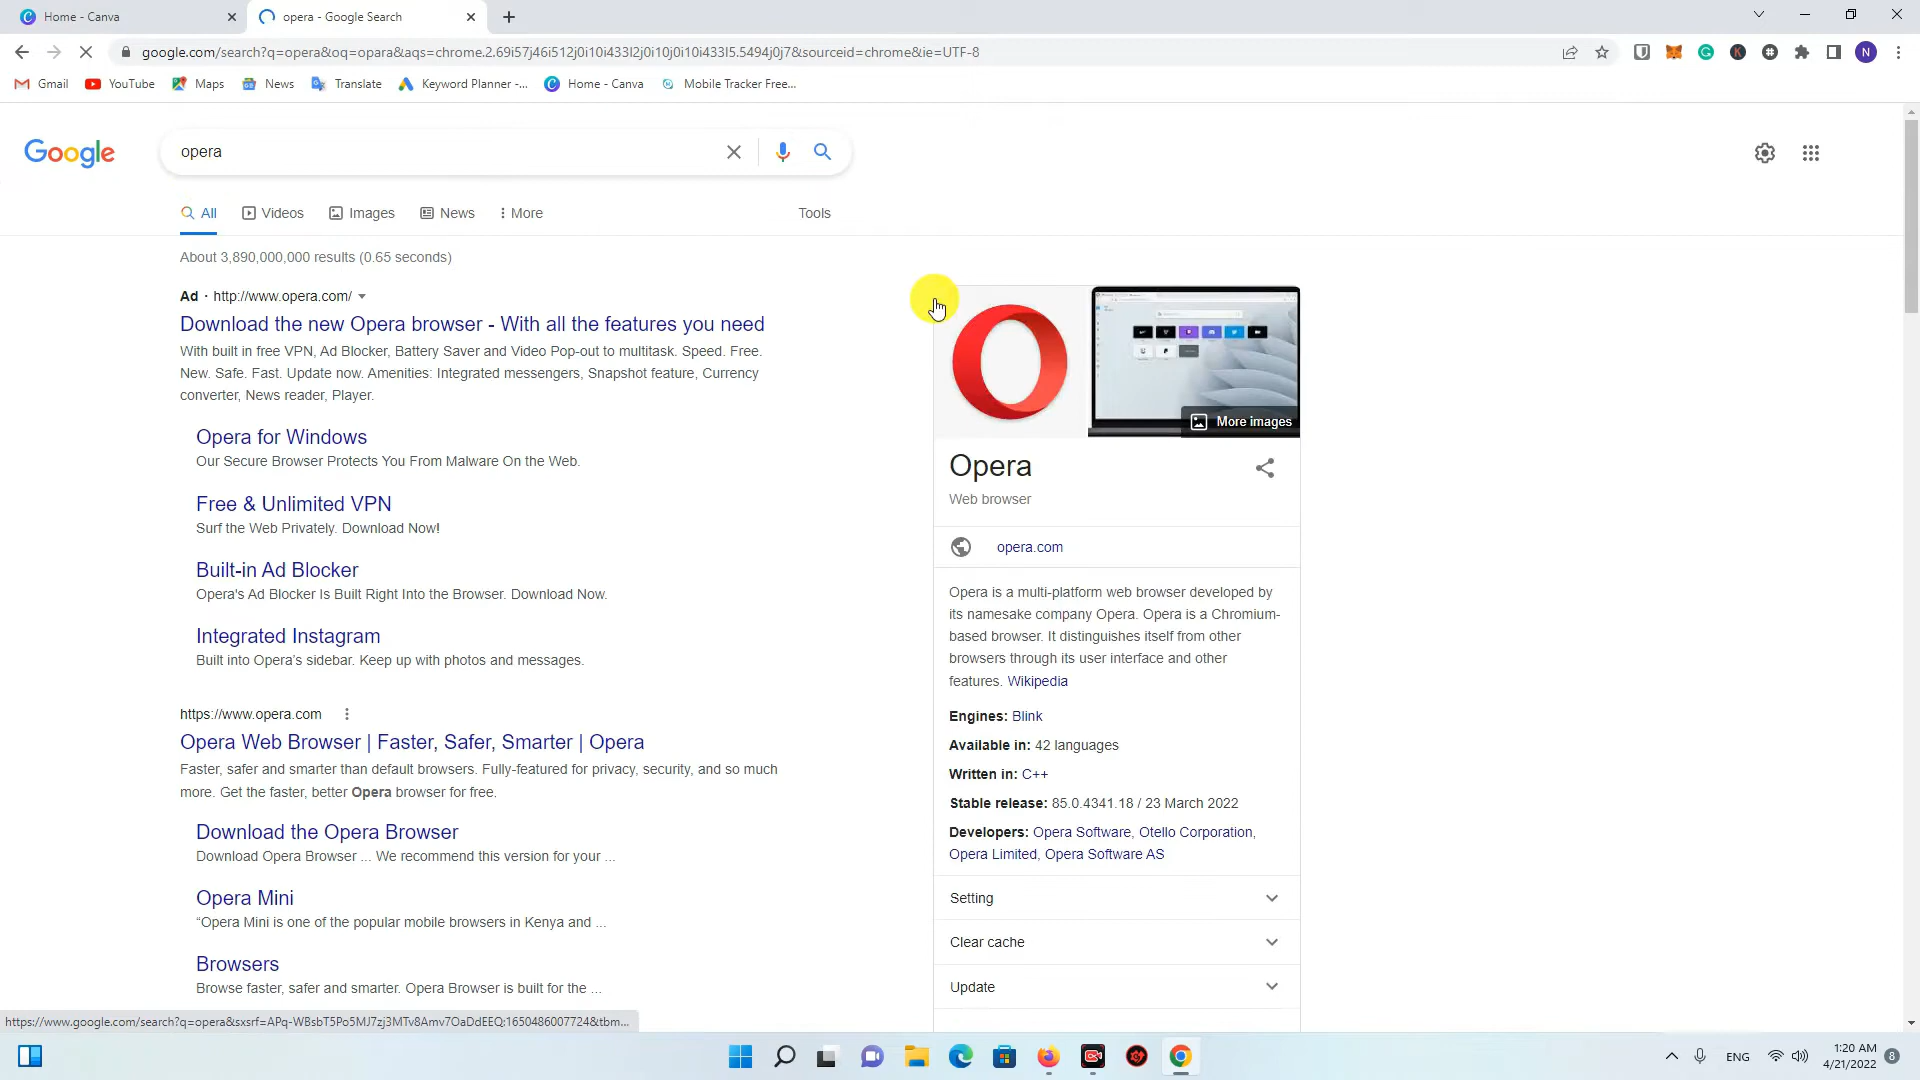 Home - Canva
opera - Google Search
google.com/search?q=opera&oq=opara&aqs=chrome.2.69i57j46i512j0i10i433l2j0i10j0i10i433l5.5494j0j7&sourceid=chrome&ie=UTF-8
N
Gmail
YouTube
Maps
News
Translate
Keyword Planner -...
Home - Canva
Mobile Tracker Free...
Google
opera
All
Videos
Images
News
More
Tools
About 3,890,000,000 results (0.65 seconds)
Ad · http://www.opera.com/
Download the new Opera browser - With all the features you need
With built in free VPN, Ad Blocker, Battery Saver and Video Pop-out to multitask. Speed. Free.
New. Safe. Fast. Update now. Amenities: Integrated messengers, Snapshot feature, Currency
converter, News reader, Player.
Opera for Windows
Our Secure Browser Protects You From Malware On the Web.
Free & Unlimited VPN
Surf the Web Privately. Download Now!
Built-in Ad Blocker
Opera's Ad Blocker Is Built Right Into the Browser. Download Now.
Integrated Instagram
Built into Opera's sidebar. Keep up with photos and messages.
https://www.opera.com
Opera Web Browser | Faster, Safer, Smarter | Opera
Faster, safer and smarter than default browsers. Fully-featured for privacy, security, and so much
more. Get the faster, better Opera browser for free.
Download the Opera Browser
Download Opera Browser ... We recommend this version for your ...
Opera Mini
“Opera Mini is one of the popular mobile browsers in Kenya and ...
Browsers
Browse faster, safer and smarter. Opera Browser is built for the ...
More images
Opera
Web browser
opera.com
Opera is a multi-platform web browser developed by
its namesake company Opera. Opera is a Chromium-
based browser. It distinguishes itself from other
browsers through its user interface and other
features. Wikipedia
Engines: Blink
Available in: 42 languages
Written in: C++
Stable release: 85.0.4341.18 / 23 March 2022
Developers: Opera Software, Otello Corporation,
Opera Limited, Opera Software AS
Setting
Clear cache
Update
https://www.google.com/search?q=opera&sxsrf=APq-WBsbT5Po5MJ7zj3MTv8Amv7OaDdEEQ:1650486007724&tbm...
ENG
1:20 AM
4/21/2022
8